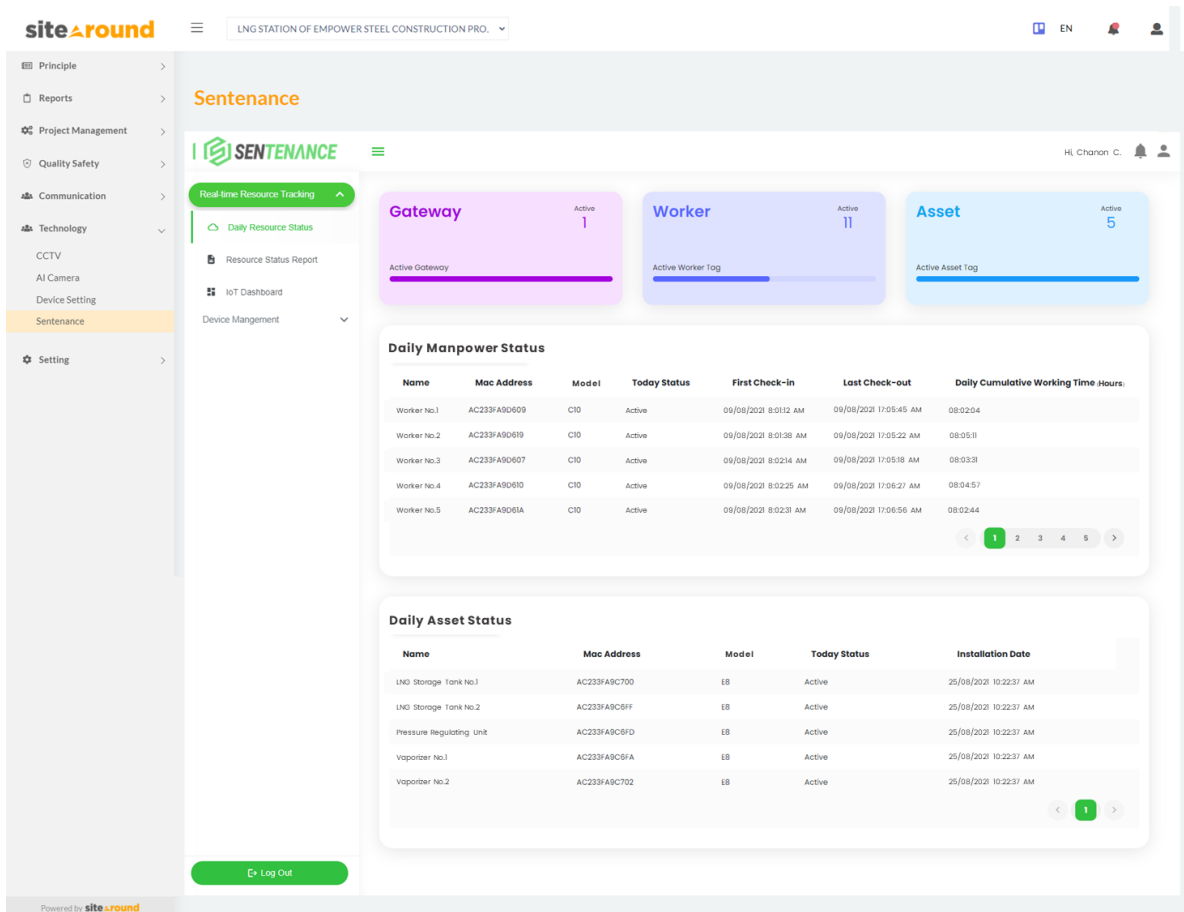 sitearound
LNG STATION OF EMPOWER STEEL CONSTRUCTION PRO.
EN
Principle
Reports
Project Management
Quality Safety
Communication
Technology
CCTV
AI Camera
Device Setting
Sentenance
Setting
Powered by sitearound
Sentenance
SENTENANCE
Hi, Chanon C.
Real-time Resource Tracking
Daily Resource Status
Resource Status Report
IoT Dashboard
Device Mangement
Log Out
Gateway
Active
1
Active Gateway
Worker
Active
11
Active Worker Tag
Asset
Active
5
Active Asset Tag
Daily Manpower Status
Name Mac Address Model Today Status First Check-in Last Check-out Daily Cumulative Working Time (Hours)
Worker No.1 AC233FA9D609 C10 Active 09/08/2021 8:01:12 AM 09/08/2021 17:05:45 AM 08:02:04
Worker No.2 AC233FA9D619 C10 Active 09/08/2021 8:01:38 AM 09/08/2021 17:05:22 AM 08:05:11
Worker No.3 AC233FA9D607 C10 Active 09/08/2021 8:02:14 AM 09/08/2021 17:05:18 AM 08:03:31
Worker No.4 AC233FA9D610 C10 Active 09/08/2021 8:02:25 AM 09/08/2021 17:06:27 AM 08:04:57
Worker No.5 AC233FA9D61A C10 Active 09/08/2021 8:02:31 AM 09/08/2021 17:06:56 AM 08:02:44
1 2 3 4 5
Daily Asset Status
Name Mac Address Model Today Status Installation Date
LNG Storage Tank No.1 AC233FA9C700 E8 Active 25/08/2021 10:22:37 AM
LNG Storage Tank No.2 AC233FA9C6FF E8 Active 25/08/2021 10:22:37 AM
Pressure Regulating Unit AC233FA9C6FD E8 Active 25/08/2021 10:22:37 AM
Vaporizer No.1 AC233FA9C6FA E8 Active 25/08/2021 10:22:37 AM
Vaporizer No.2 AC233FA9C702 E8 Active 25/08/2021 10:22:37 AM
1